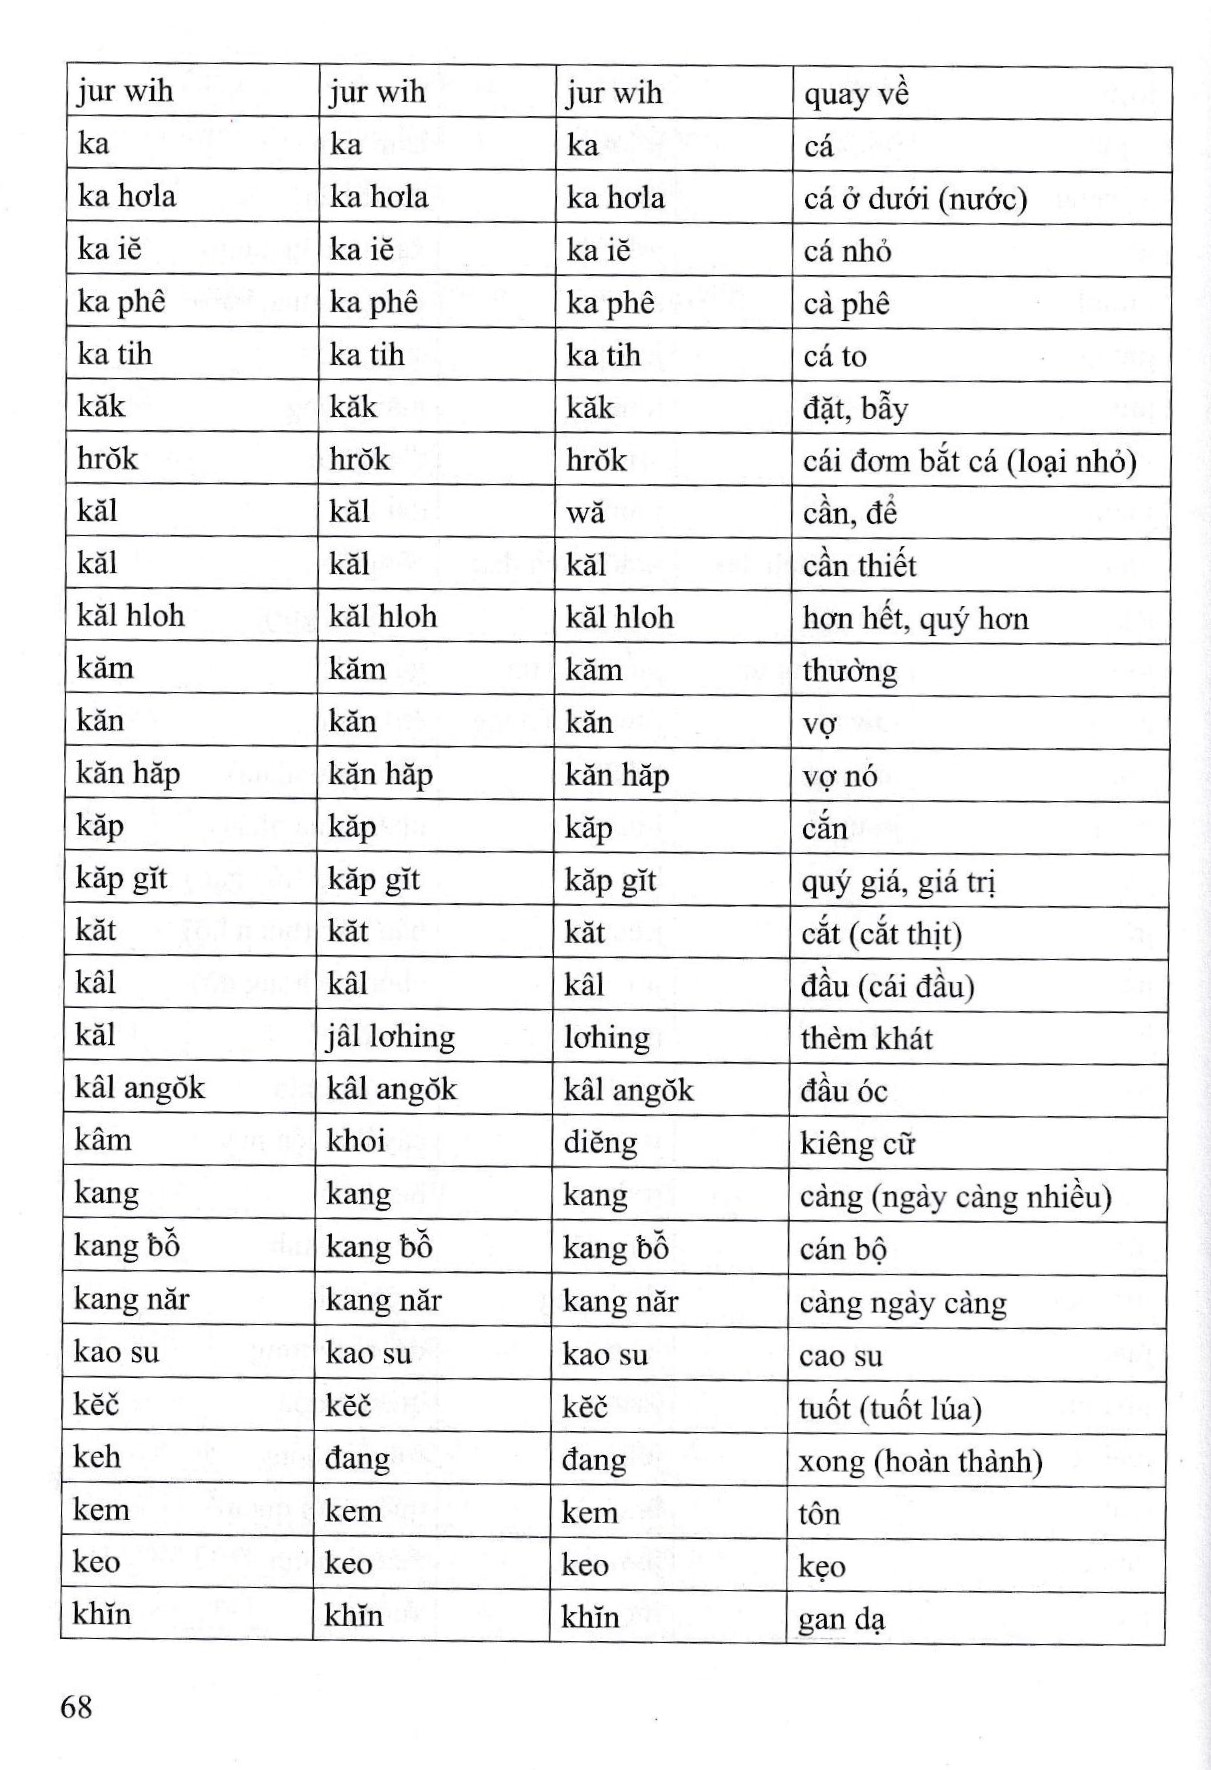 jur wih jur wih jur wih quay về
ka ka ka cá
ka hơla ka hơla ka hơla cá ở dưới (nước)
ka iĕ ka iĕ ka iĕ cá nhỏ
ka phê ka phê ka phê cà phê
ka tih ka tih ka tih cá to
kăk kăk kăk đặt, bẫy
hrŏk hrŏk hrŏk cái đơm bắt cá (loại nhỏ)
kăl kăl wă cần, để
kăl kăl kăl cần thiết
kăl hloh kăl hloh kăl hloh hơn hết, quý hơn
kăm kăm kăm thường
kăn kăn kăn vợ
kăn hăp kăn hăp kăn hăp vợ nó
kăp kăp kăp cắn
kăp gĭt kăp gĭt kăp gĭt quý giá, giá trị
kăt kăt kăt cắt (cắt thịt)
kâl kâl kâl đầu (cái đầu)
kăl jâl lơhing lơhing thèm khát
kâl angŏk kâl angŏk kâl angŏk đầu óc
kâm khoi diĕng kiêng cữ
kang kang kang càng (ngày càng nhiều)
kang ƀô̆ kang ƀô̆ kang ƀô̆ cán bộ
kang năr kang năr kang năr càng ngày càng
kao su kao su kao su cao su
kĕč kĕč kĕč tuốt (tuốt lúa)
keh đang đang xong (hoàn thành)
kem kem kem tôn
keo keo keo kẹo
khĭn khĭn khĭn gan dạ
68